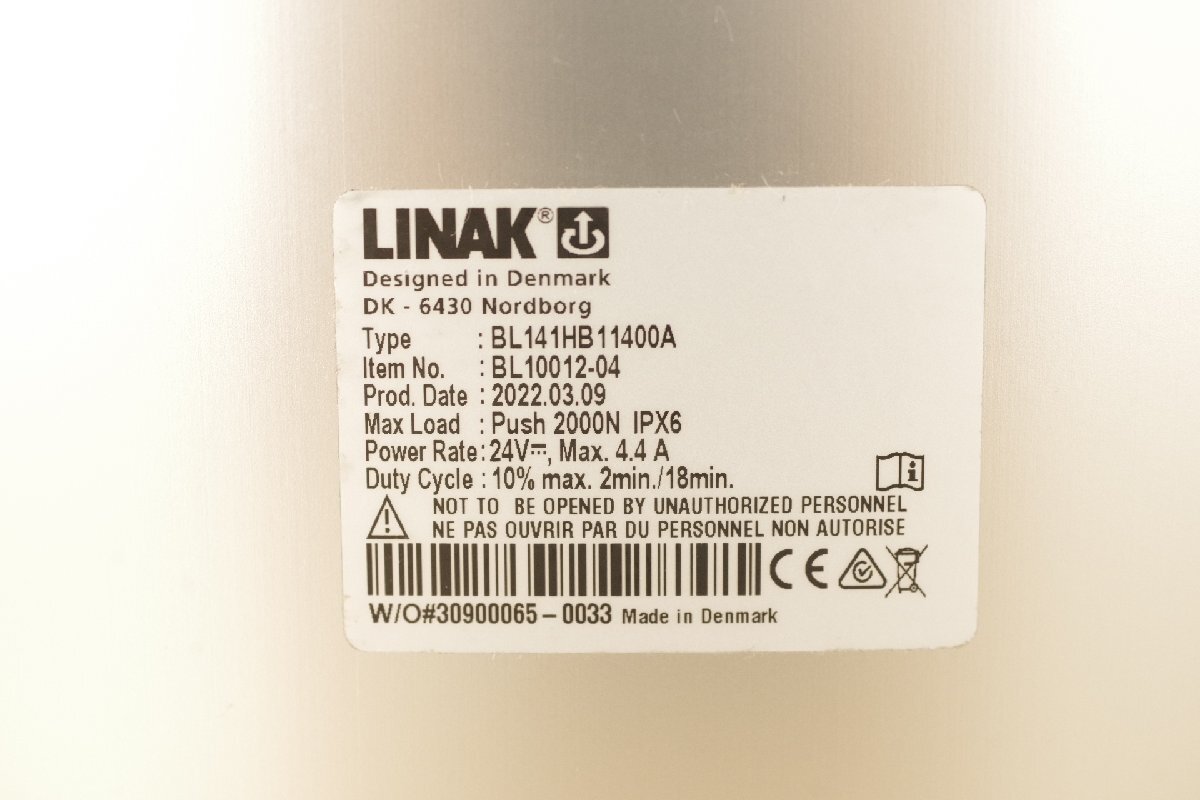 LINAK®
Designed in Denmark
DK - 6430 Nordborg
Type : BL141HB11400A
Item No. : BL10012-04
Prod. Date : 2022.03.09
Max Load : Push 2000N IPX6
Power Rate: 24V⎓, Max. 4.4 A
Duty Cycle : 10% max. 2min./18min.
NOT TO BE OPENED BY UNAUTHORIZED PERSONNEL
NE PAS OUVRIR PAR DU PERSONNEL NON AUTORISE
CE
W/O#30900065-0033 Made in Denmark